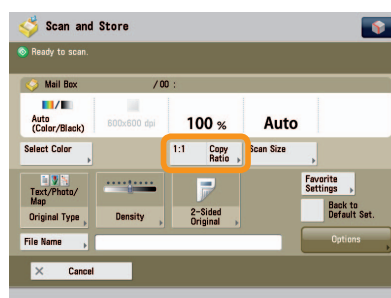 Scan and Store
Ready to scan.
Mail Box /00 :
Auto
(Color/Black)
600x600 dpi
100 %
Auto
Select Color
1:1
Copy
Ratio
Scan Size
Text/Photo/
Map
Original Type
Density
2-Sided
Original
Favorite
Settings
Back to
Default Set.
File Name
Options
Cancel